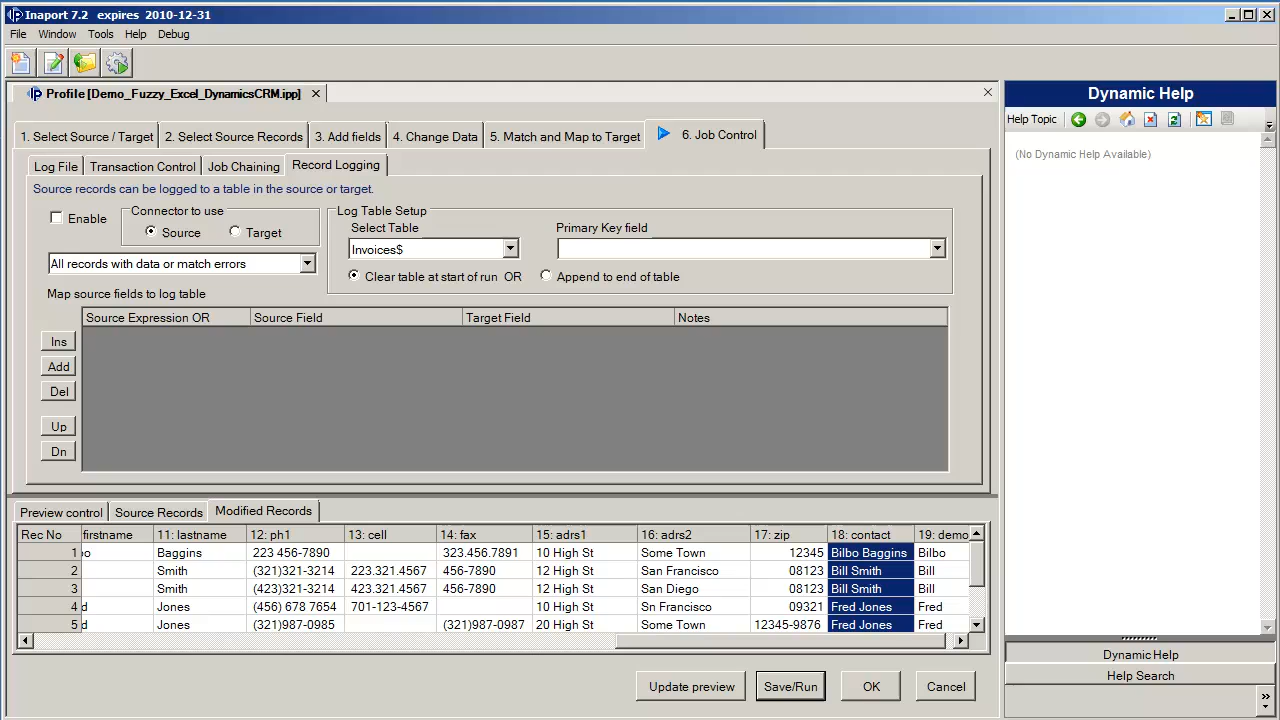 Inaport 7.2 expires 2010-12-31
File Window Tools Help Debug
Profile [Demo_Fuzzy_Excel_DynamicsCRM.ipp]
1. Select Source / Target 2. Select Source Records 3. Add fields 4. Change Data 5. Match and Map to Target 6. Job Control
Log File Transaction Control Job Chaining Record Logging
Source records can be logged to a table in the source or target.
Enable
Connector to use
Source Target
All records with data or match errors
Log Table Setup
Select Table Primary Key field
Invoices$
Clear table at start of run OR Append to end of table
Map source fields to log table
Source Expression OR Source Field Target Field Notes
Ins
Add
Del
Up
Dn
Preview control Source Records Modified Records
Rec No firstname 11: lastname 12: ph1 13: cell 14: fax 15: adrs1 16: adrs2 17: zip 18: contact 19: demo
1 bo Baggins 223 456-7890 323.456.7891 10 High St Some Town 12345 Bilbo Baggins Bilbo
2 Smith (321)321-3214 223.321.4567 456-7890 12 High St San Francisco 08123 Bill Smith Bill
3 Smith (423)321-3214 423.321.4567 456-7890 12 High St San Diego 08123 Bill Smith Bill
4 d Jones (456) 678 7654 701-123-4567 10 High St Sn Francisco 09321 Fred Jones Fred
5 d Jones (321)987-0985 (321)987-0987 20 High St Some Town 12345-9876 Fred Jones Fred
Update preview Save/Run OK Cancel
Dynamic Help
Help Topic
(No Dynamic Help Available)
Dynamic Help
Help Search